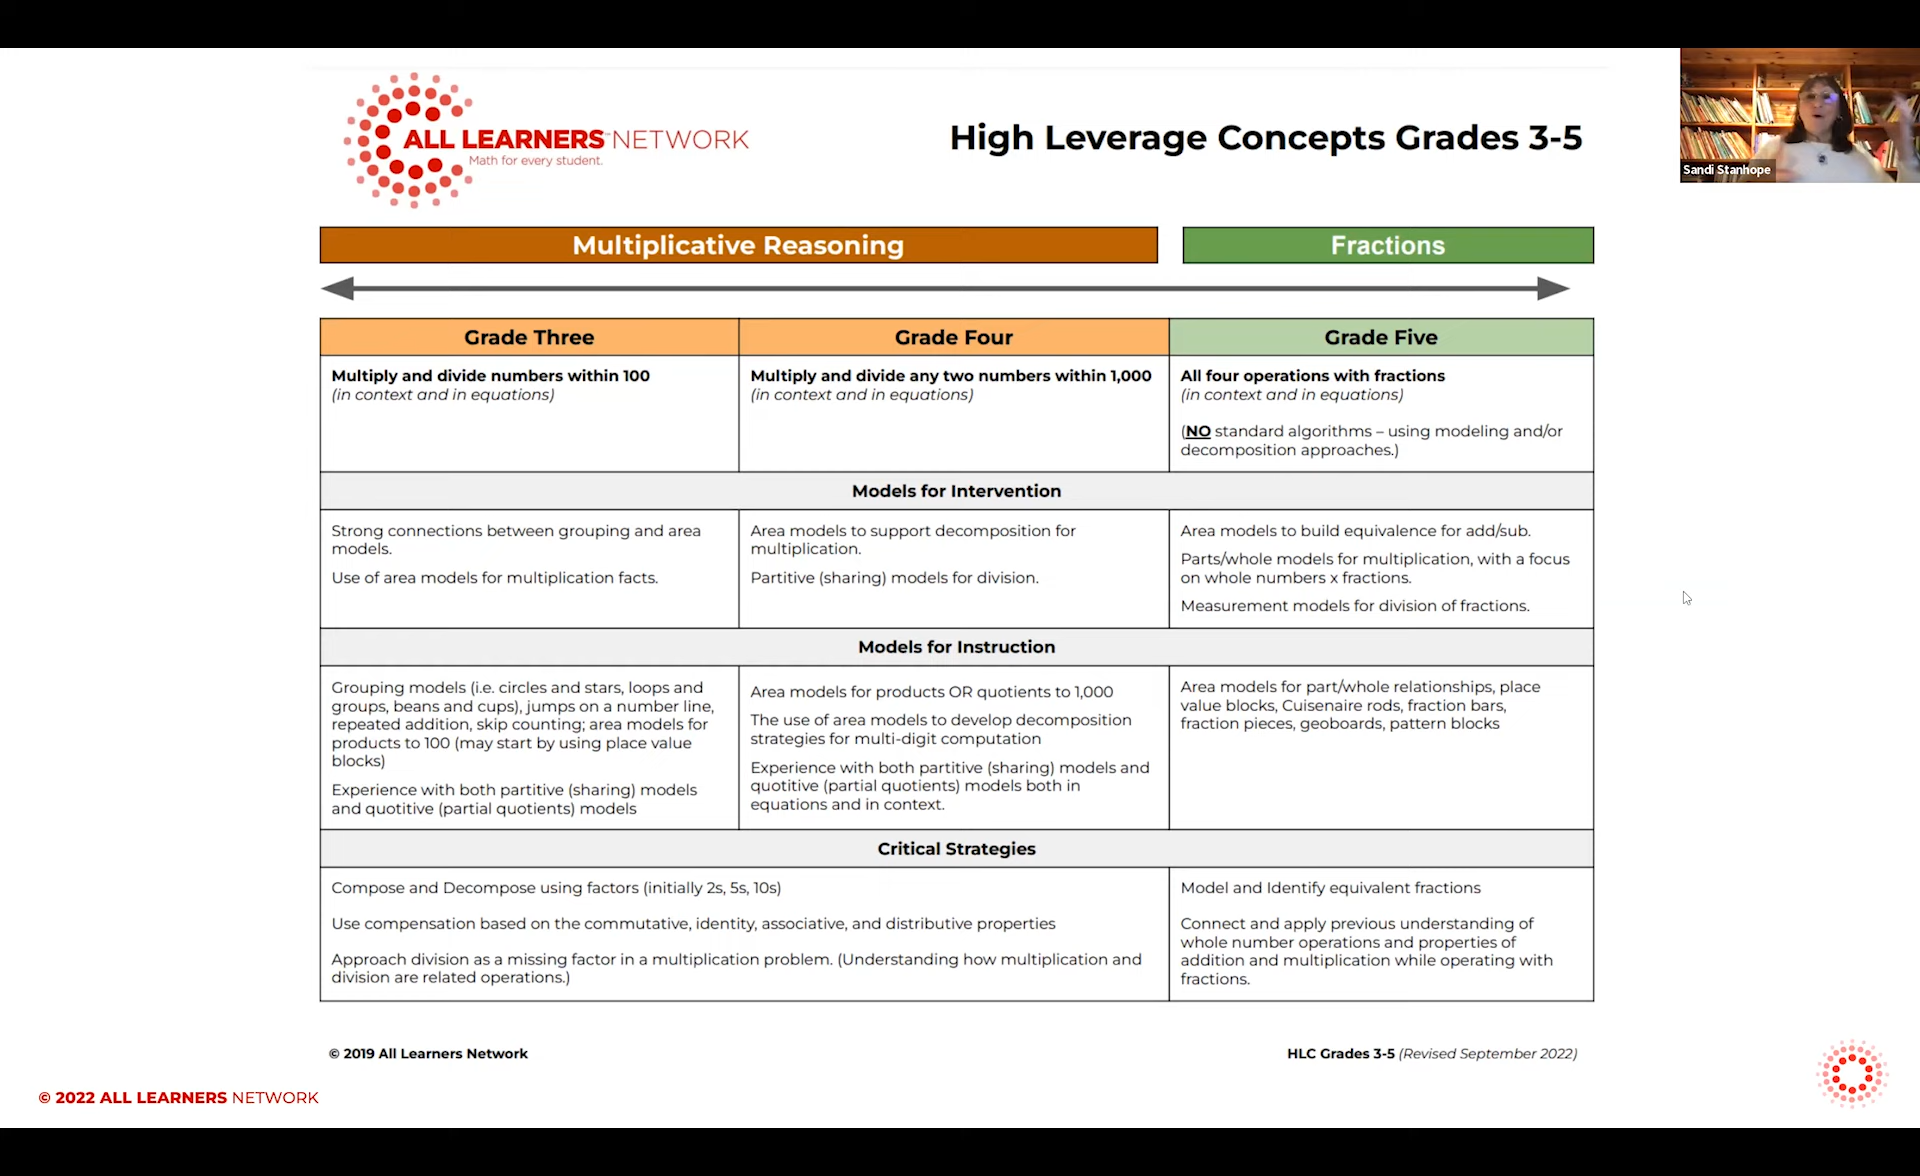 ALL LEARNERS™NETWORK
Math for every student.
High Leverage Concepts Grades 3-5
Sandi Stanhope
Multiplicative Reasoning
Fractions
Grade Three
Grade Four
Grade Five
Multiply and divide numbers within 100
(in context and in equations)
Multiply and divide any two numbers within 1,000
(in context and in equations)
All four operations with fractions
(in context and in equations)
(NO standard algorithms – using modeling and/or
decomposition approaches.)
Models for Intervention
Strong connections between grouping and area
models.
Use of area models for multiplication facts.
Area models to support decomposition for
multiplication.
Partitive (sharing) models for division.
Area models to build equivalence for add/sub.
Parts/whole models for multiplication, with a focus
on whole numbers x fractions.
Measurement models for division of fractions.
Models for Instruction
Grouping models (i.e. circles and stars, loops and
groups, beans and cups), jumps on a number line,
repeated addition, skip counting; area models for
products to 100 (may start by using place value
blocks)
Experience with both partitive (sharing) models
and quotitive (partial quotients) models
Area models for products OR quotients to 1,000
The use of area models to develop decomposition
strategies for multi-digit computation
Experience with both partitive (sharing) models and
quotitive (partial quotients) models both in
equations and in context.
Area models for part/whole relationships, place
value blocks, Cuisenaire rods, fraction bars,
fraction pieces, geoboards, pattern blocks
Critical Strategies
Compose and Decompose using factors (initially 2s, 5s, 10s)
Use compensation based on the commutative, identity, associative, and distributive properties
Approach division as a missing factor in a multiplication problem. (Understanding how multiplication and
division are related operations.)
Model and Identify equivalent fractions
Connect and apply previous understanding of
whole number operations and properties of
addition and multiplication while operating with
fractions.
© 2019 All Learners Network
HLC Grades 3-5 (Revised September 2022)
© 2022 ALL LEARNERS NETWORK